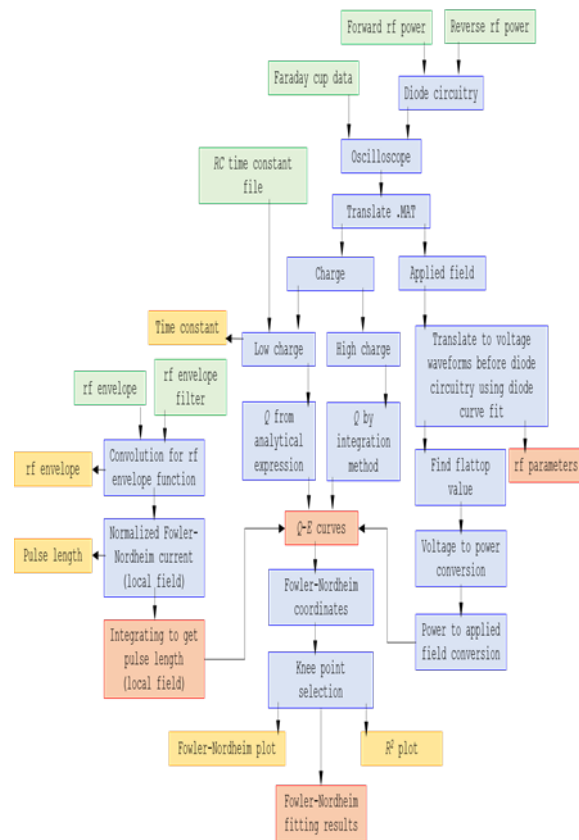 Forward rf power
Reverse rf power
Faraday cup data
Diode circuitry
Oscilloscope
RC time constant
file
Translate .MAT
Charge
Applied field
Time constant
Low charge
High charge
Translate to voltage
waveforms before diode
circuitry using diode
curve fit
rf envelope
rf envelope
filter
Q from
analytical
expression
Q by
integration
method
rf envelope
Convolution for rf
envelope function
Find flattop
value
rf parameters
Pulse length
Normalized Fowler-
Nordheim current
(local field)
Q-E curves
Voltage to power
conversion
Fowler-Nordheim
coordinates
Integrating to get
pulse length
(local field)
Power to applied
field conversion
Knee point
selection
Fowler-Nordheim plot
R² plot
Fowler-Nordheim
fitting results